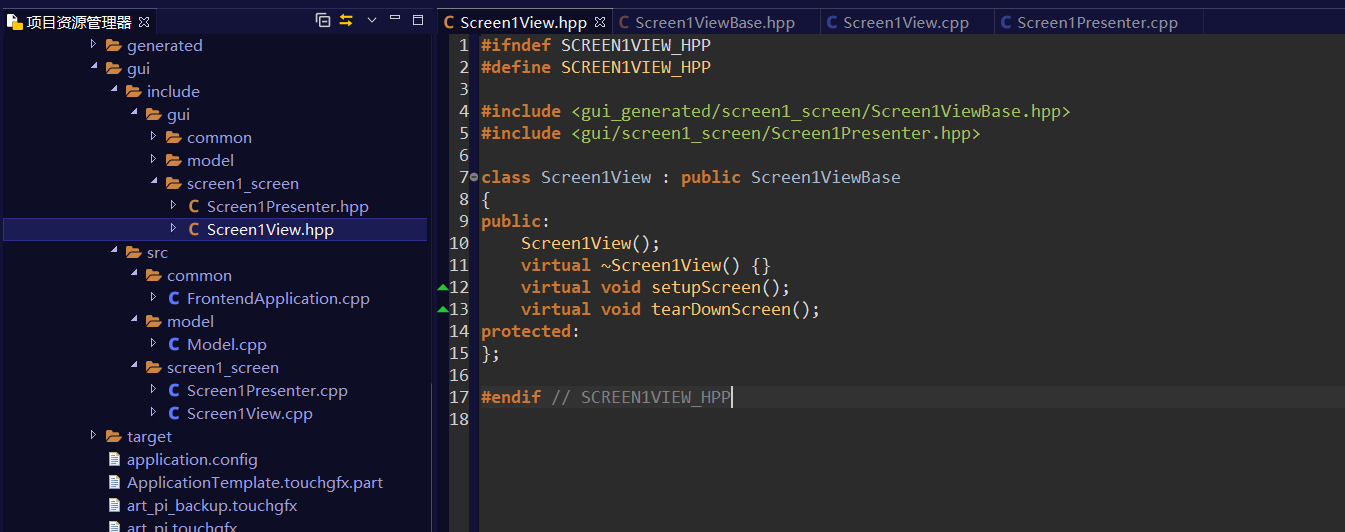 项目资源管理器
generated
gui
include
gui
common
model
screen1_screen
Screen1Presenter.hpp
Screen1View.hpp
src
common
FrontendApplication.cpp
model
Model.cpp
screen1_screen
Screen1Presenter.cpp
Screen1View.cpp
target
application.config
ApplicationTemplate.touchgfx.part
art_pi_backup.touchgfx
art_pi.touchgfx
Screen1View.hpp Screen1ViewBase.hpp Screen1View.cpp Screen1Presenter.cpp
1 #ifndef SCREEN1VIEW_HPP
2 #define SCREEN1VIEW_HPP
3
4 #include <gui_generated/screen1_screen/Screen1ViewBase.hpp>
5 #include <gui/screen1_screen/Screen1Presenter.hpp>
6
7 class Screen1View : public Screen1ViewBase
8 {
9 public:
10     Screen1View();
11     virtual ~Screen1View() {}
12     virtual void setupScreen();
13     virtual void tearDownScreen();
14 protected:
15 };
16
17 #endif // SCREEN1VIEW_HPP
18